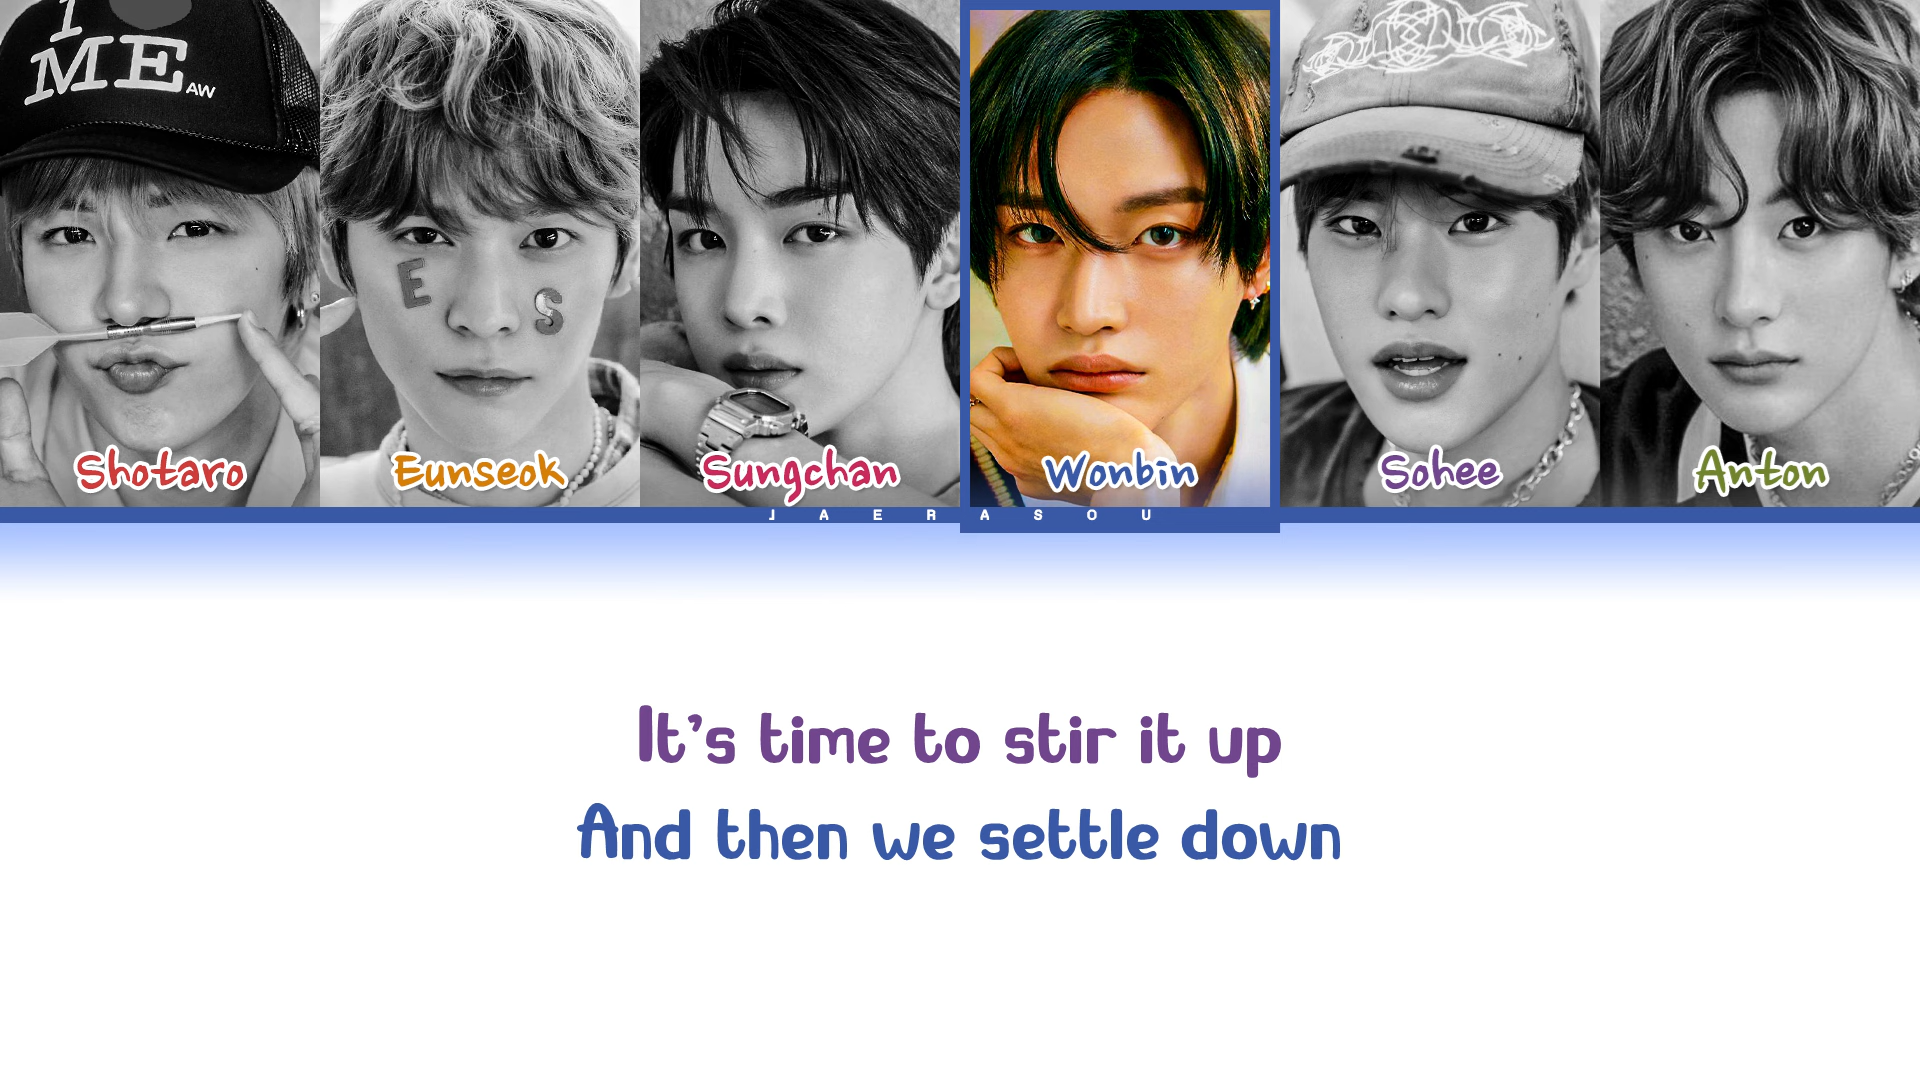 I
ME AW
E S
Shotaro Eunseok Sungchan Wonbin Sohee Anton
JAERASOU
It's time to stir it up
And then we settle down